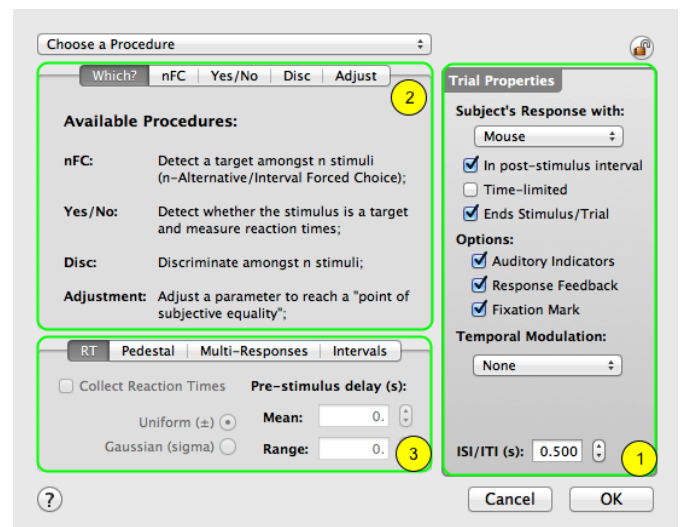 Choose a Procedure
Which? nFC Yes/No Disc Adjust
2
Available Procedures:
nFC: Detect a target amongst n stimuli
(n-Alternative/Interval Forced Choice);
Yes/No: Detect whether the stimulus is a target
and measure reaction times;
Disc: Discriminate amongst n stimuli;
Adjustment: Adjust a parameter to reach a "point of
subjective equality";
RT Pedestal Multi-Responses Intervals
Collect Reaction Times Pre-stimulus delay (s):
Uniform (±) Mean: 0.
Gaussian (sigma) Range: 0.
3
Trial Properties
Subject's Response with:
Mouse
In post-stimulus interval
Time-limited
Ends Stimulus/Trial
Options:
Auditory Indicators
Response Feedback
Fixation Mark
Temporal Modulation:
None
ISI/ITI (s): 0.500
1
?
Cancel OK